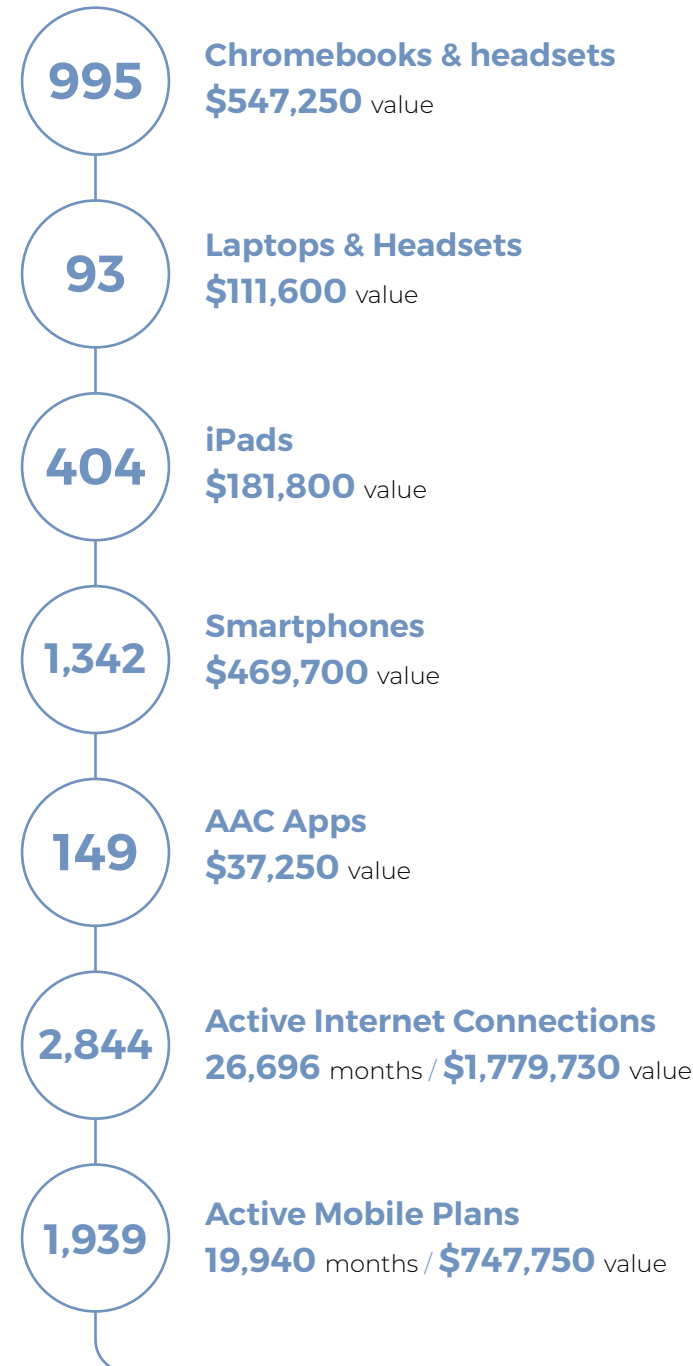 995
Chromebooks & headsets
$547,250 value
93
Laptops & Headsets
$111,600 value
404
iPads
$181,800 value
1,342
Smartphones
$469,700 value
149
AAC Apps
$37,250 value
2,844
Active Internet Connections
26,696 months / $1,779,730 value
1,939
Active Mobile Plans
19,940 months / $747,750 value